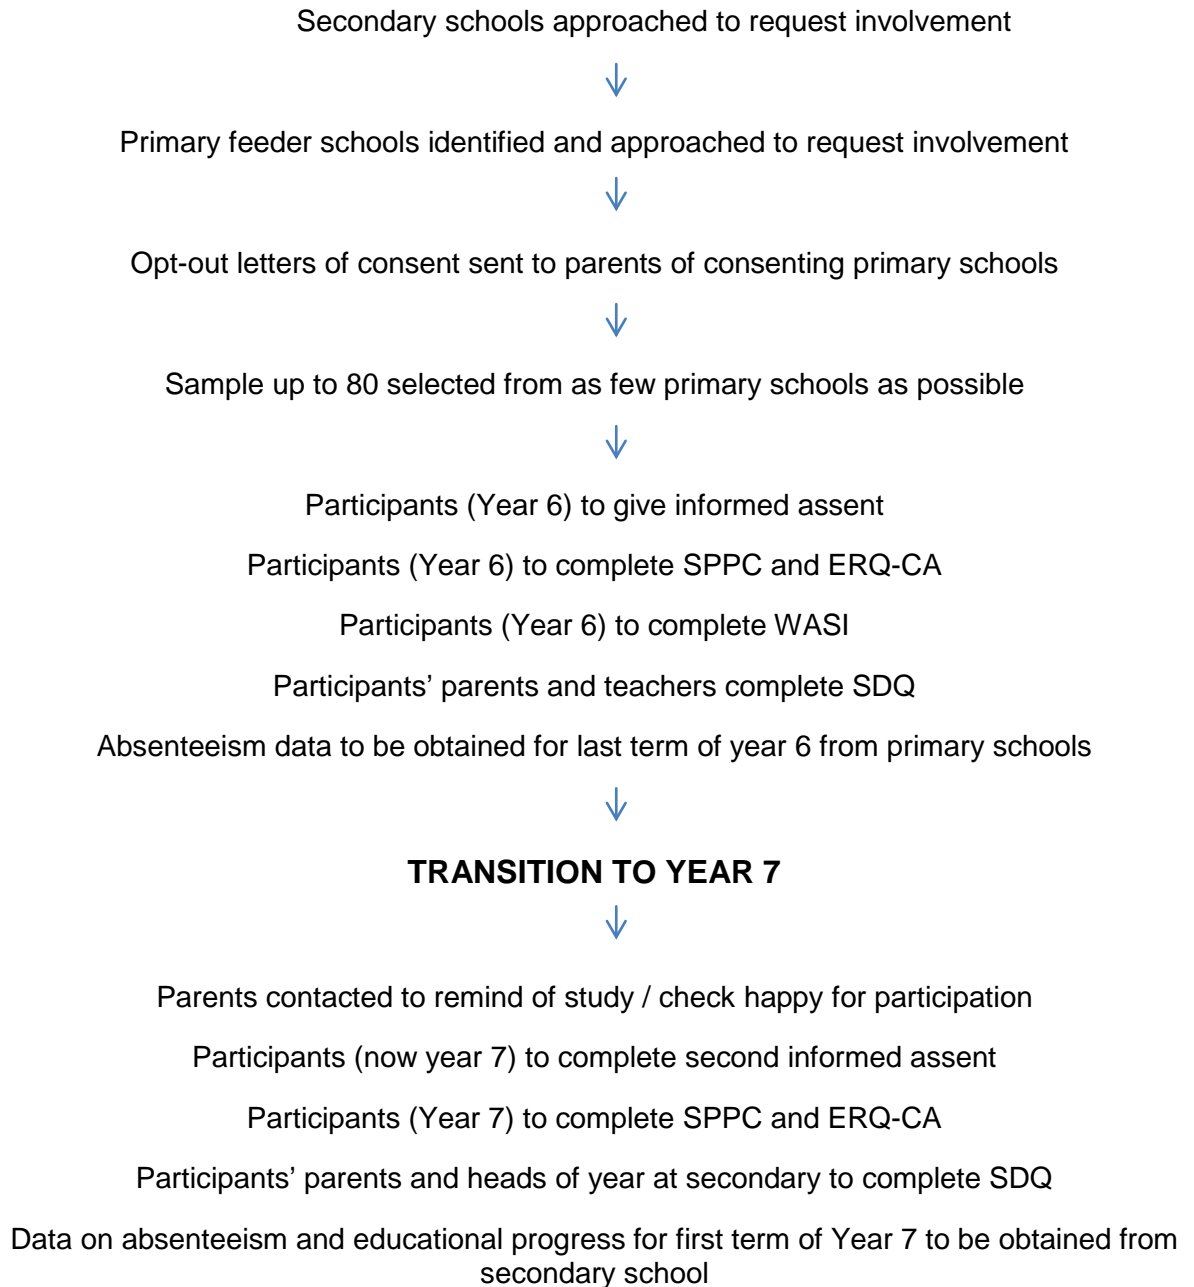 Secondary schools approached to request involvement
Primary feeder schools identified and approached to request involvement
Opt-out letters of consent sent to parents of consenting primary schools
Sample up to 80 selected from as few primary schools as possible
Participants (Year 6) to give informed assent
Participants (Year 6) to complete SPPC and ERQ-CA
Participants (Year 6) to complete WASI
Participants’ parents and teachers complete SDQ
Absenteeism data to be obtained for last term of year 6 from primary schools
TRANSITION TO YEAR 7
Parents contacted to remind of study / check happy for participation
Participants (now year 7) to complete second informed assent
Participants (Year 7) to complete SPPC and ERQ-CA
Participants’ parents and heads of year at secondary to complete SDQ
Data on absenteeism and educational progress for first term of Year 7 to be obtained from
secondary school